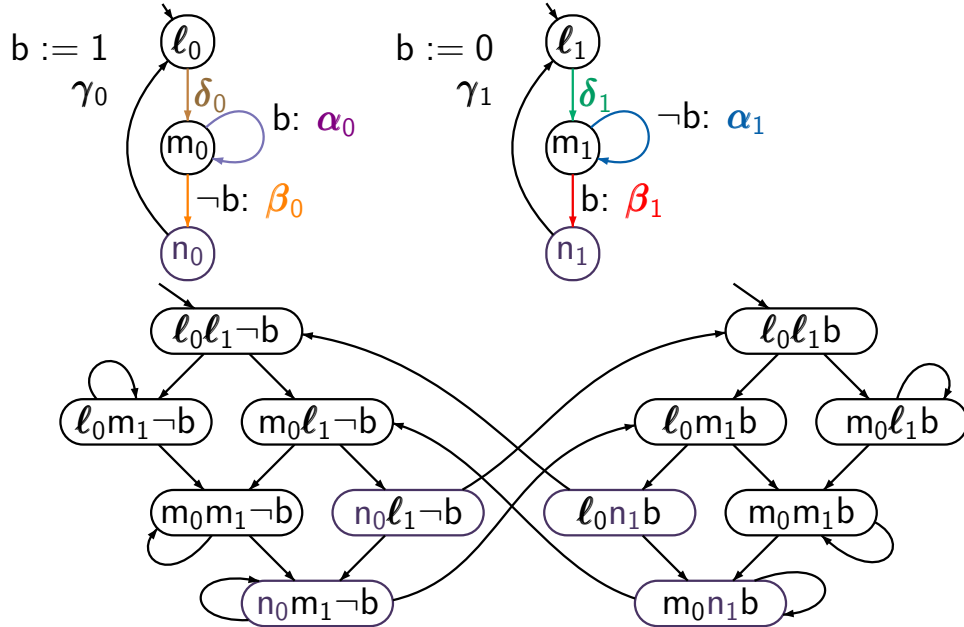 ℓ₀ ℓ₁
b := 1 b := 0
γ₀ γ₁
δ₀ δ₁
b: α₀ ¬b: α₁
m₀ m₁
¬b: β₀ b: β₁
n₀ n₁
ℓ₀ℓ₁¬b ℓ₀ℓ₁b
ℓ₀m₁¬b m₀ℓ₁¬b ℓ₀m₁b m₀ℓ₁b
m₀m₁¬b n₀ℓ₁¬b ℓ₀n₁b m₀m₁b
n₀m₁¬b m₀n₁b